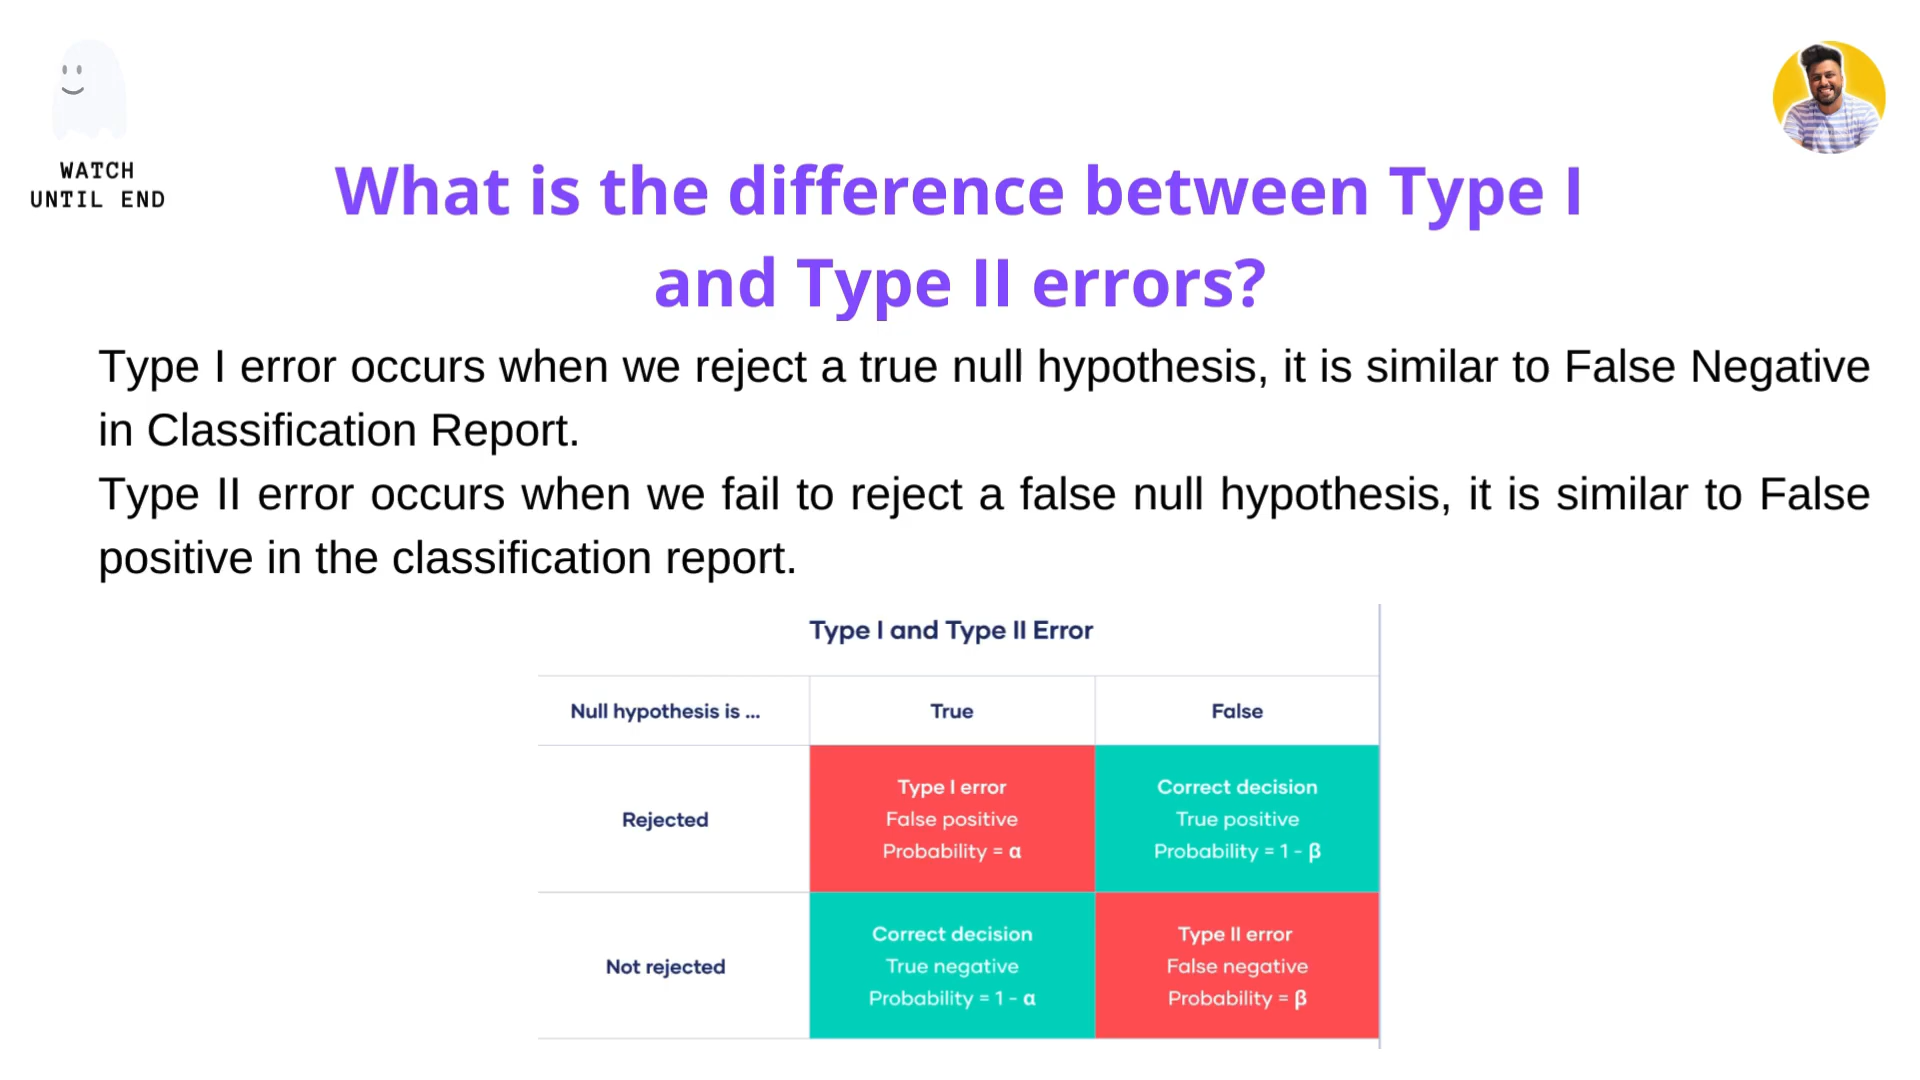 WATCH
UNTIL END
What is the difference between Type I
and Type II errors?
Type I error occurs when we reject a true null hypothesis, it is similar to False Negative
in Classification Report.
Type II error occurs when we fail to reject a false null hypothesis, it is similar to False
positive in the classification report.
Type I and Type II Error
Null hypothesis is ... True False
Rejected
Type I error
False positive
Probability = α
Correct decision
True positive
Probability = 1 - β
Not rejected
Correct decision
True negative
Probability = 1 - α
Type II error
False negative
Probability = β